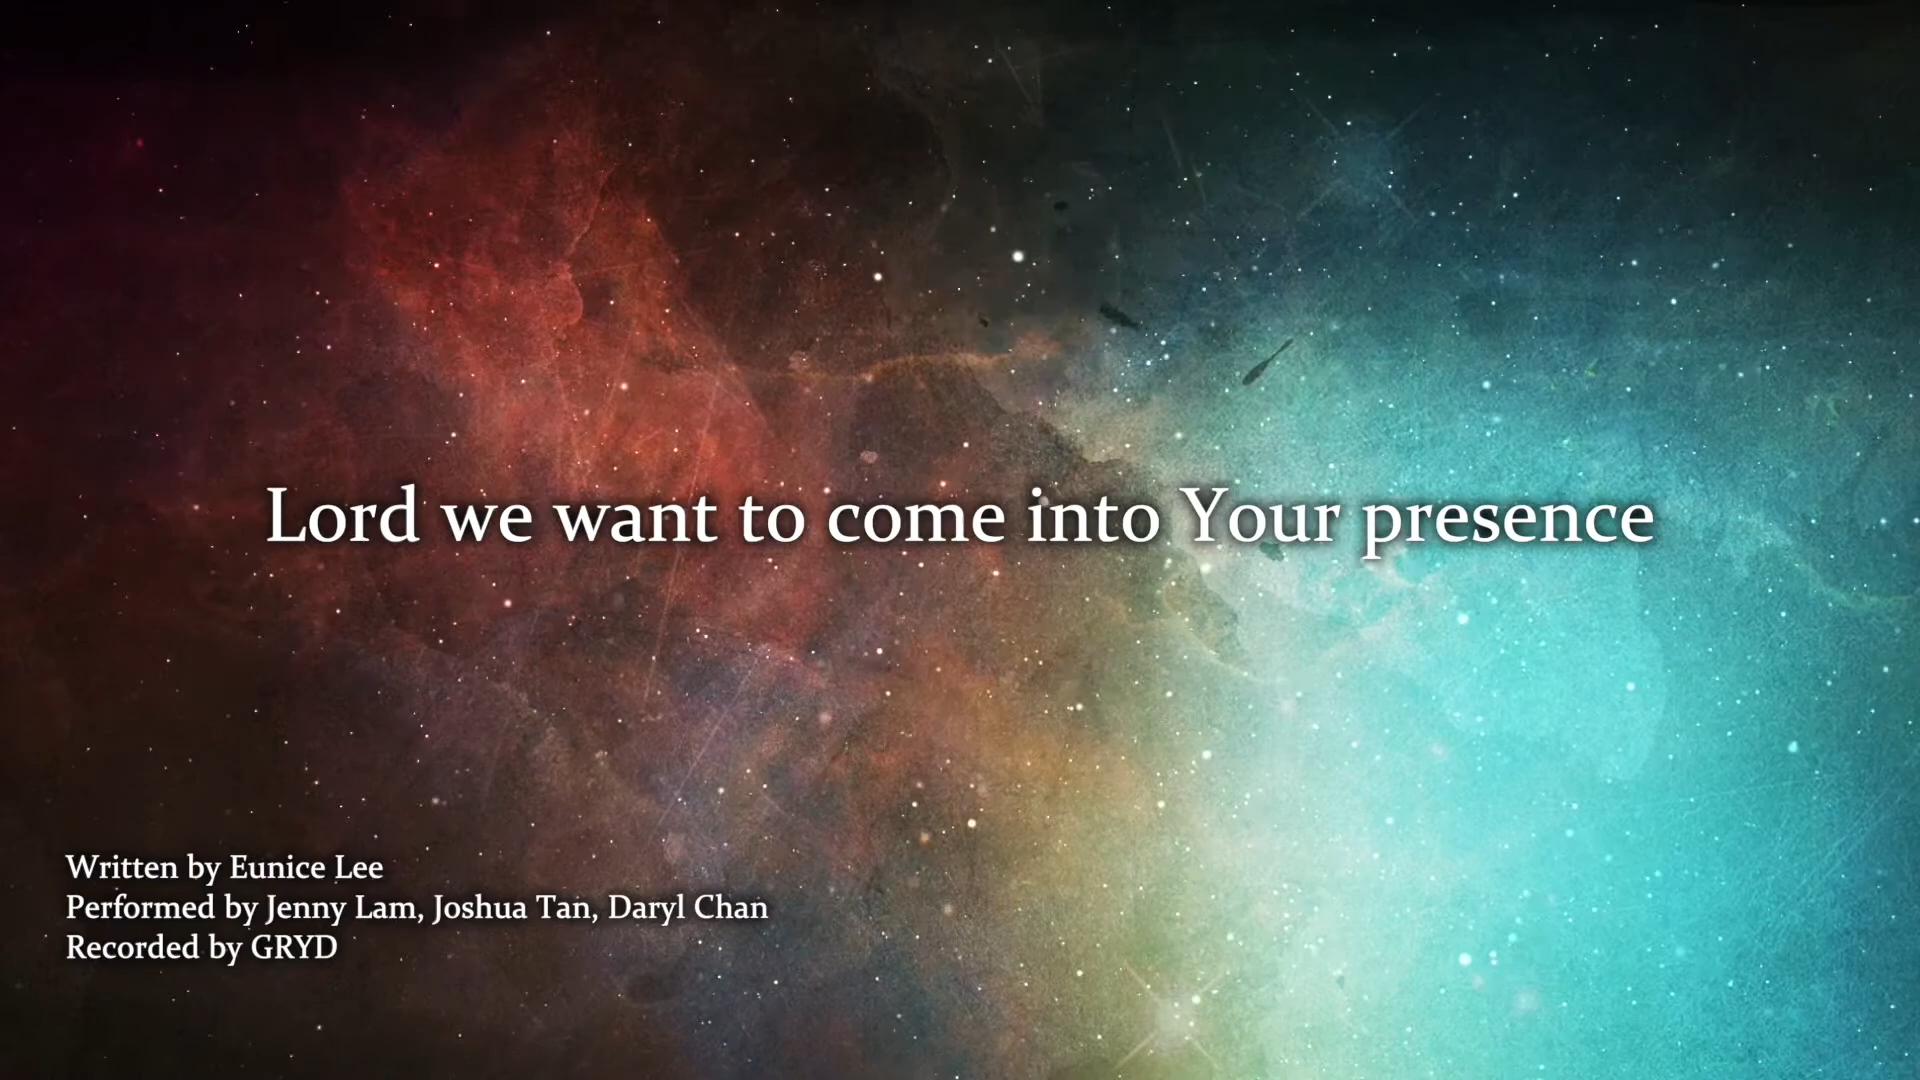 Lord we want to come into Your presence
Written by Eunice Lee
Performed by Jenny Lam, Joshua Tan, Daryl Chan
Recorded by GRYD